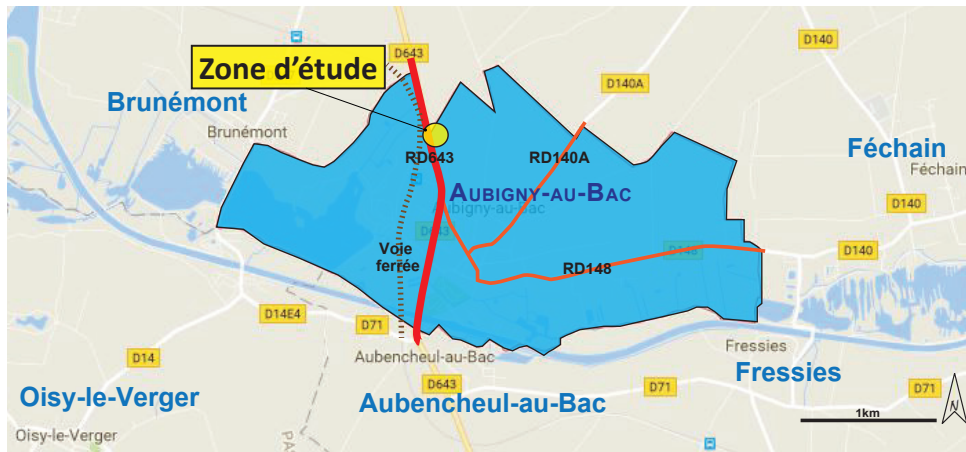 D140
D643
Zone d'étude
D140A
Brunémont
Brunémont
RD643
RD140A
Féchain
Féchain
AUBIGNY-AU-BAC
Aubigny-au-Bac
D140
D643
Voie
ferrée
D148
D140
RD148
D14E4
D71
Fressies
D14
Aubencheul-au-Bac
Fressies
D643
D71
D71
Oisy-le-Verger
Aubencheul-au-Bac
N
1km
Oisy-le-Verger